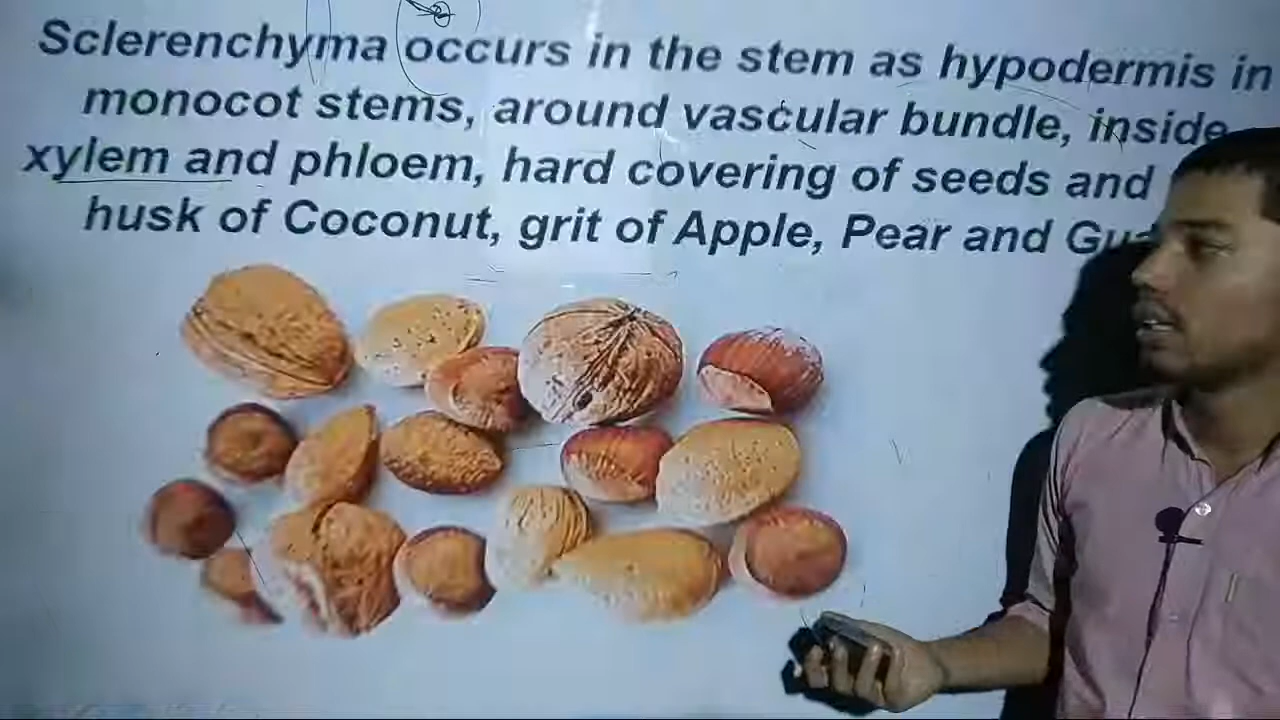 Sclerenchyma occurs in the stem as hypodermis in
monocot stems, around vascular bundle, inside
xylem and phloem, hard covering of seeds and
husk of Coconut, grit of Apple, Pear and